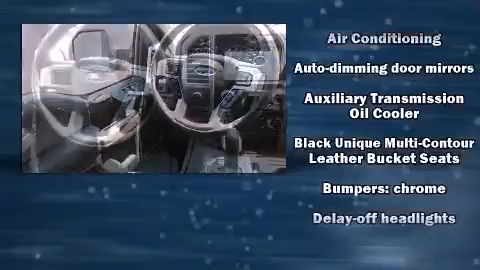 Air Conditioning
Auto-dimming door mirrors
Auxiliary Transmission
Oil Cooler
Black Unique Multi-Contour
Leather Bucket Seats
Bumpers: chrome
Delay-off headlights